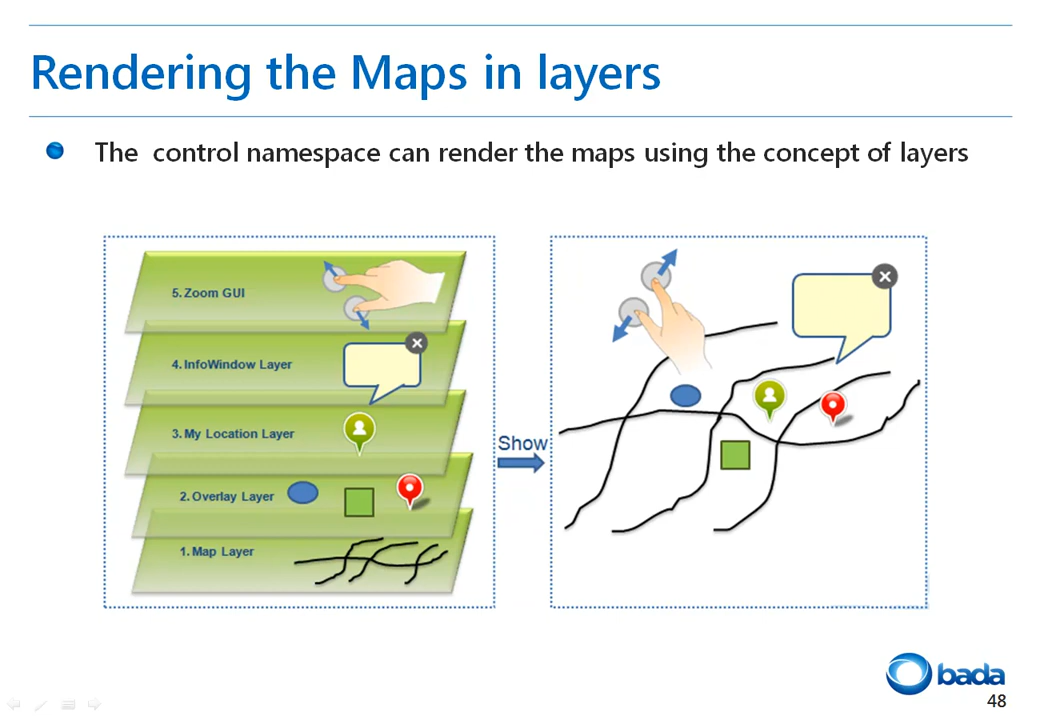 Rendering the Maps in layers
The control namespace can render the maps using the concept of layers
5. Zoom GUI
4. InfoWindow Layer
3. My Location Layer
2. Overlay Layer
1. Map Layer
Show
bada
48